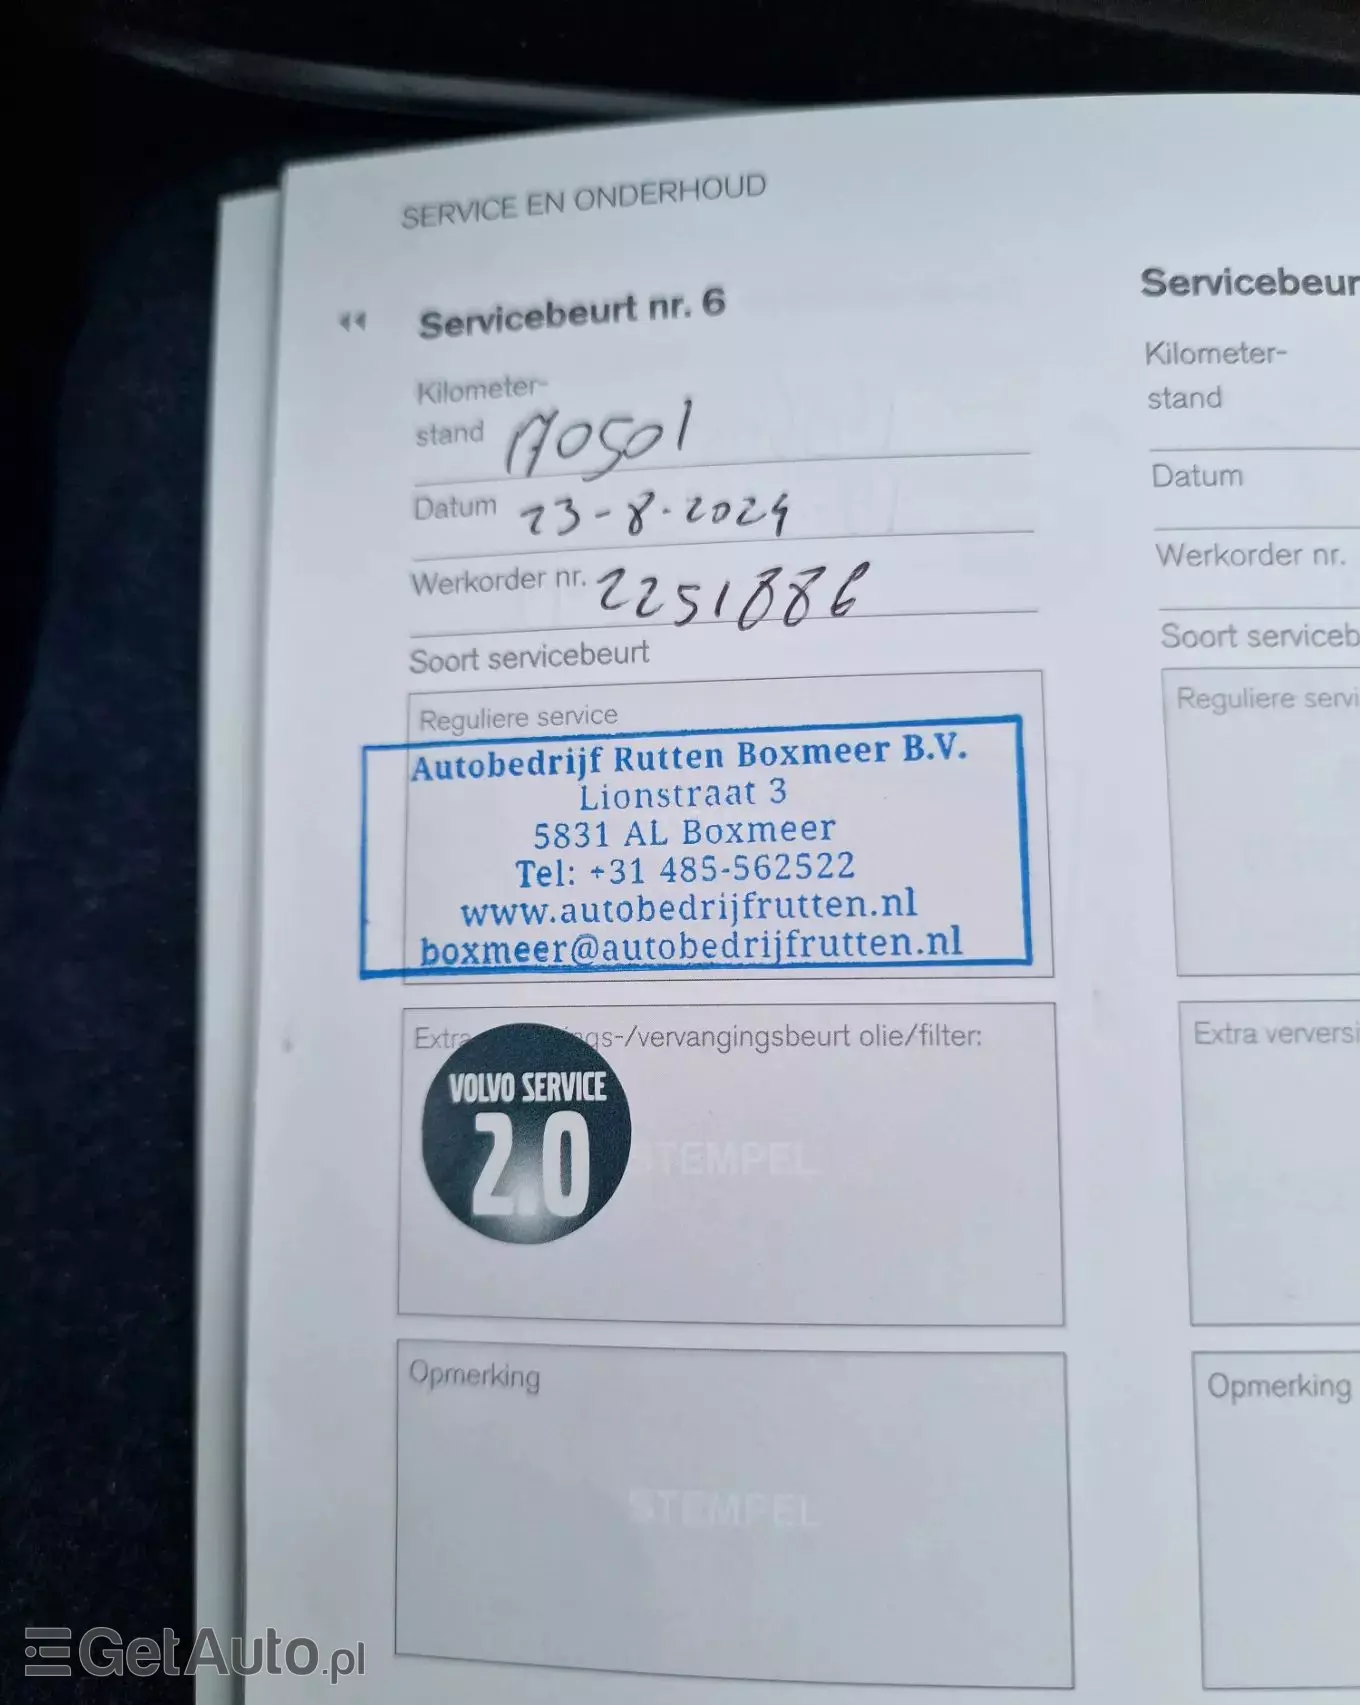 SERVICE EN ONDERHOUD
Servicebeurt nr. 6
Kilometer-
stand 170501
Datum 23-8-2024
Werkorder nr. 2251886
Soort servicebeurt
Reguliere service
Autobedrijf Rutten Boxmeer B.V.
Lionstraat 3
5831 AL Boxmeer
Tel: +31 485-562522
www.autobedrijfrutten.nl
boxmeer@autobedrijfrutten.nl
Extra gs-/vervangingsbeurt olie/filter:
VOLVO SERVICE
2.0
STEMPEL
Opmerking
STEMPEL
Servicebeur
Kilometer-
stand
Datum
Werkorder nr.
Soort serviceb
Reguliere servi
Extra ververși
Opmerking
GetAuto.pl